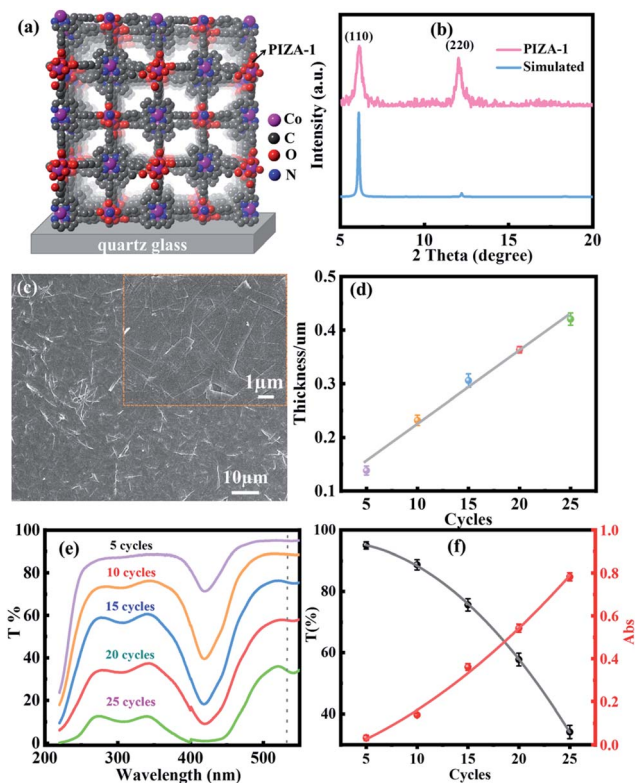 (a)
PIZA-1
Co
C
O
N
quartz glass
(b)
(110)
(220)
PIZA-1
Simulated
Intensity (a.u.)
5 10 15 20
2 Theta (degree)
(c)
1μm
10μm
(d)
Thickness/um
0.5
0.4
0.3
0.2
0.1
5 10 15 20 25
Cycles
(e)
5 cycles
10 cycles
15 cycles
20 cycles
25 cycles
T %
100
80
60
40
20
0
200 300 400 500
Wavelength (nm)
(f)
T(%)
100
80
60
40
Abs
1.0
0.8
0.6
0.4
0.2
0.0
5 10 15 20 25
Cycles